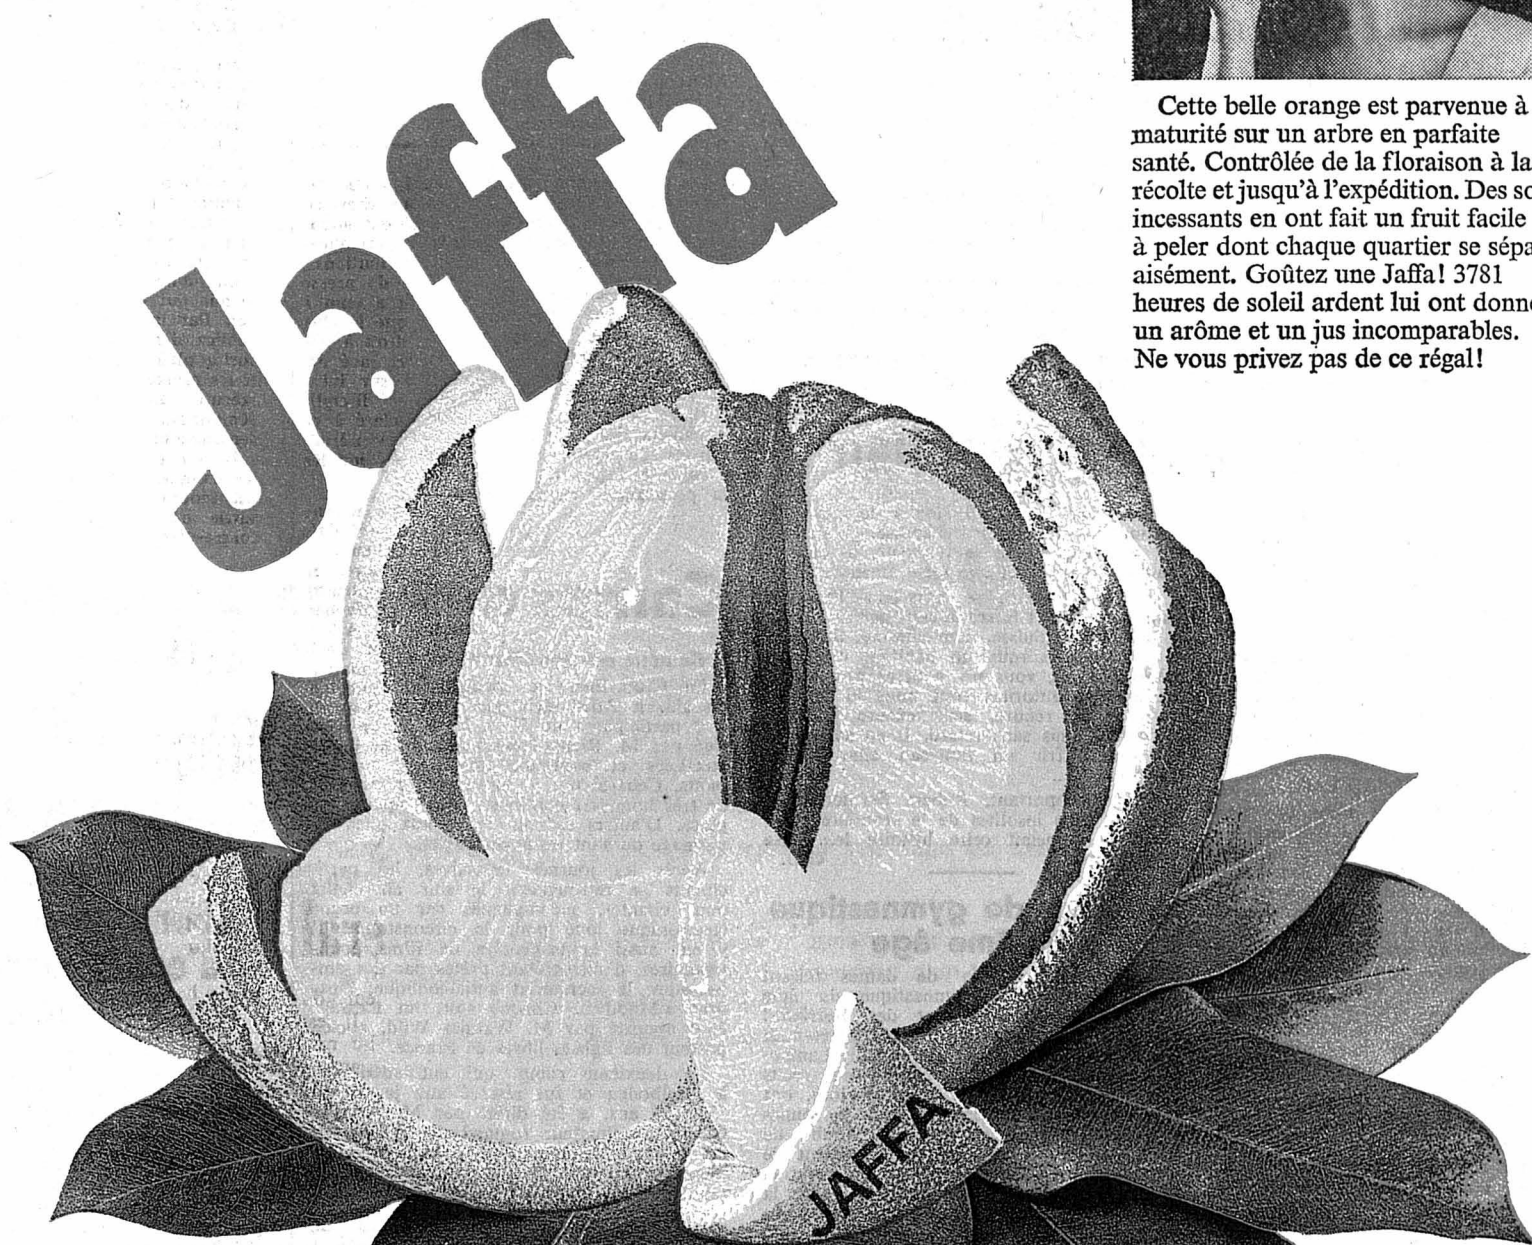 Jaffa
Cette belle orange est parvenue à
maturité sur un arbre en parfaite
santé. Contrôlée de la floraison à la
récolte et jusqu'à l'expédition. Des
incessants en ont fait un fruit facile
à peler dont chaque quartier se
aisément. Goûtez une Jaffa! 3781
heures de soleil ardent lui ont
un arôme et un jus incomparables.
Ne vous privez pas de ce régal!
JAFFA